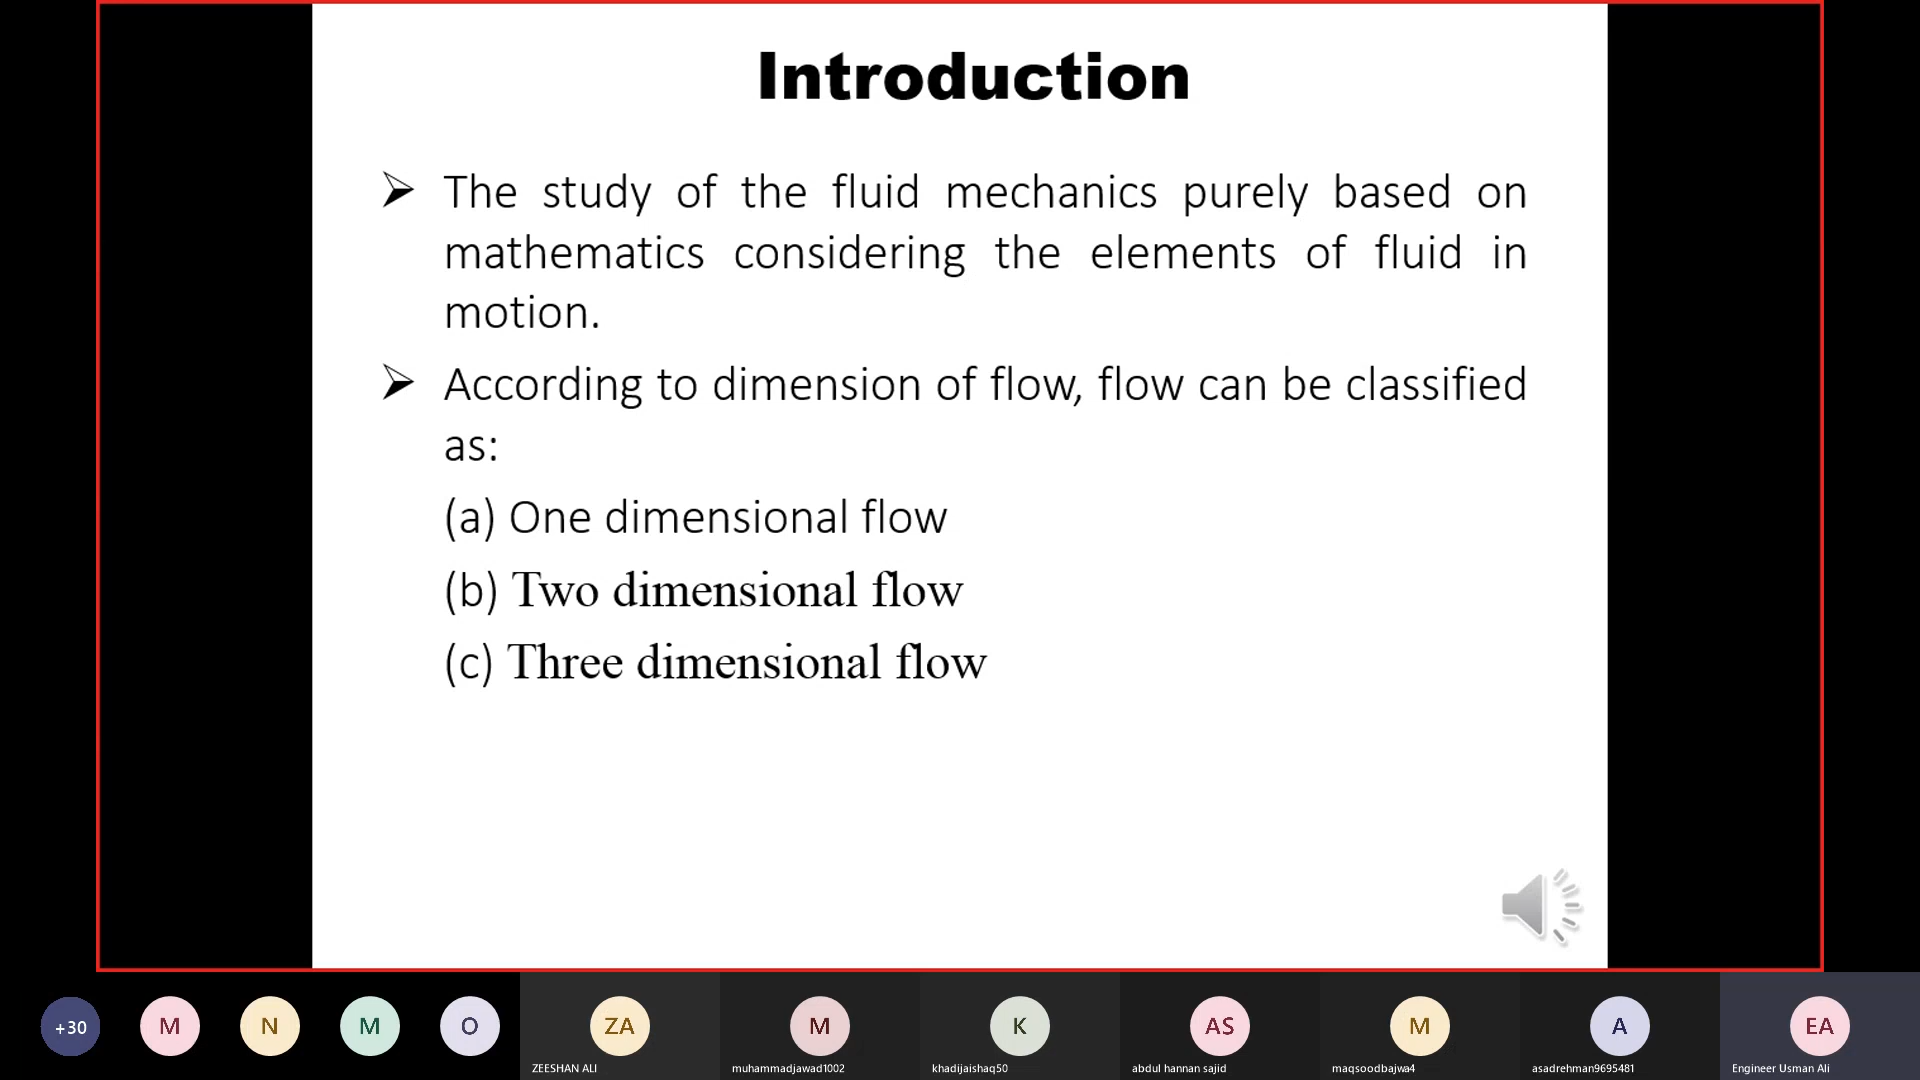 Introduction
➢ The study of the fluid mechanics purely based on
mathematics considering the elements of fluid in
motion.
➢ According to dimension of flow, flow can be classified
as:
(a) One dimensional flow
(b) Two dimensional flow
(c) Three dimensional flow
+30 M N M O ZA M K AS M A EA
ZEESHAN ALI muhammadjawad1002 khadijaishaq50 abdul hannan sajid maqsoodbajwa4 asadrehman9695481 Engineer Usman Ali